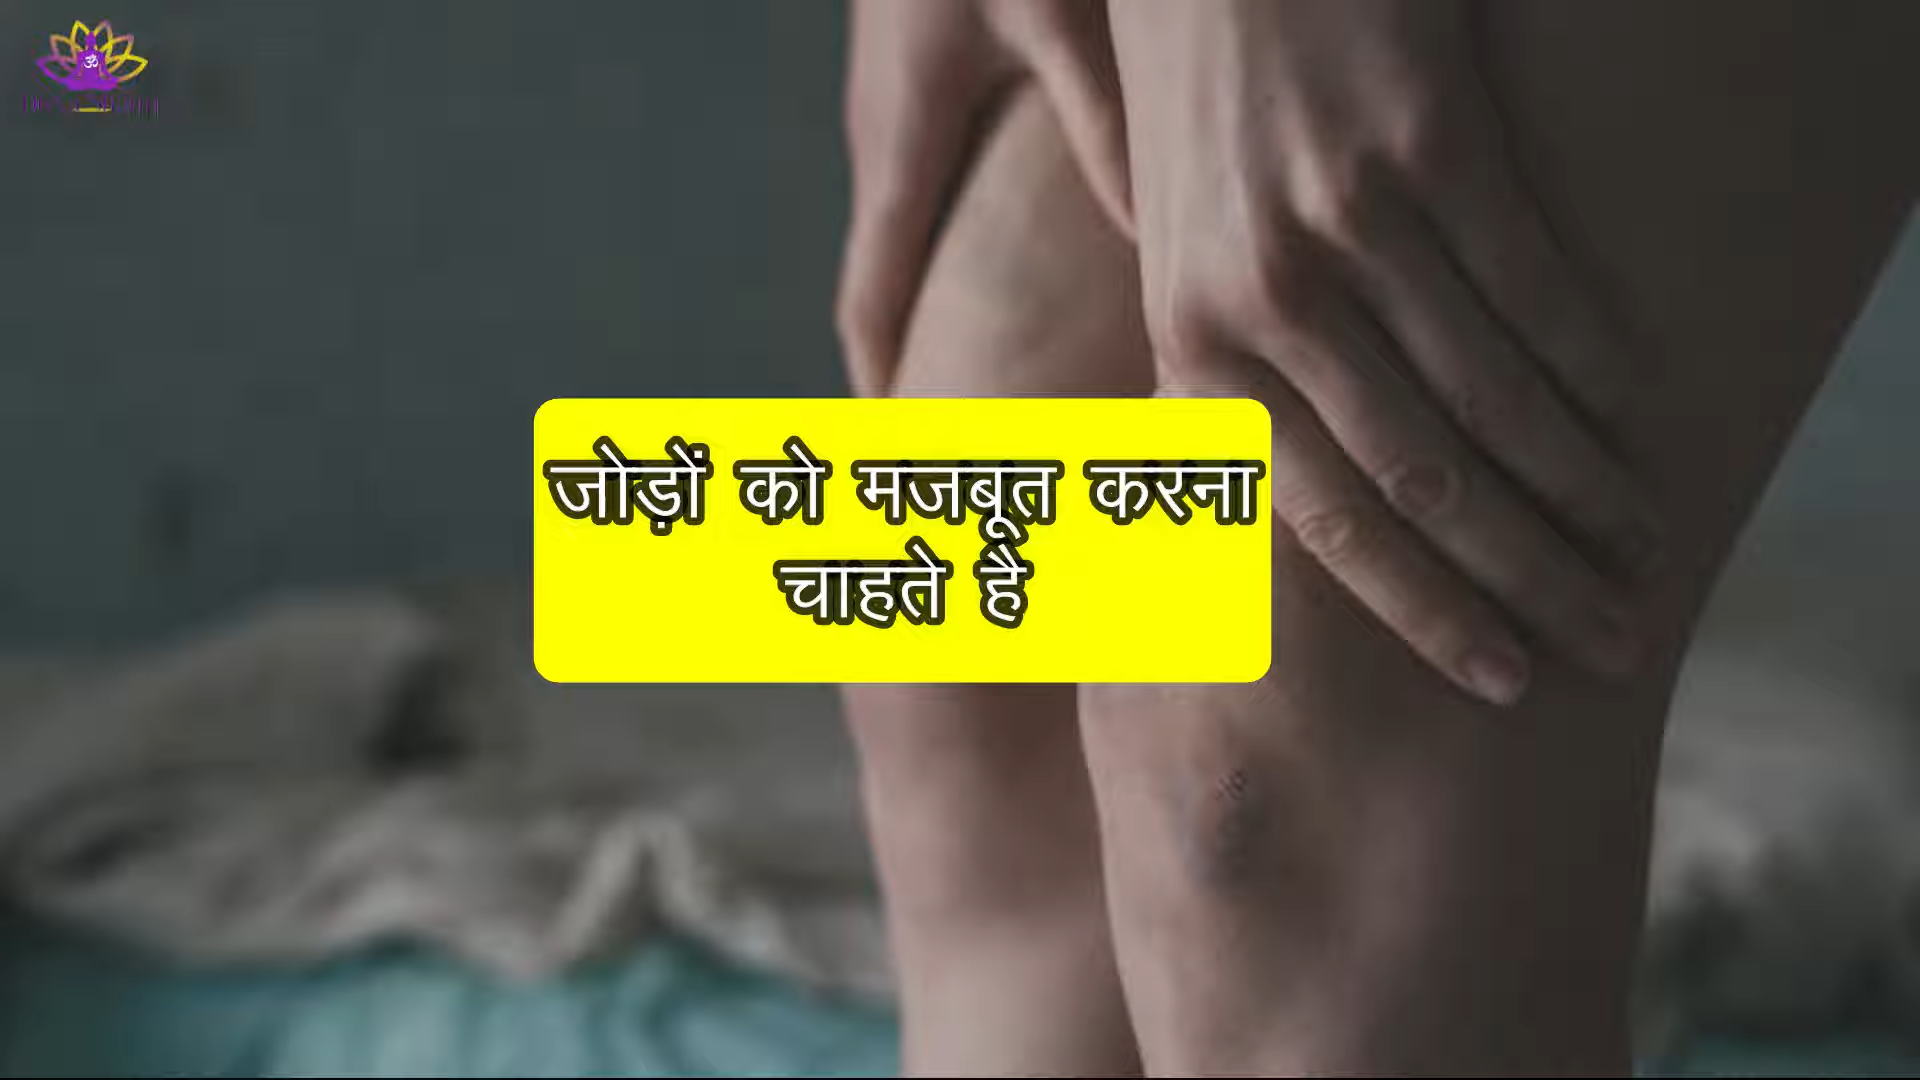 ॐ
जोड़ों को मजबूत करना
चाहते है